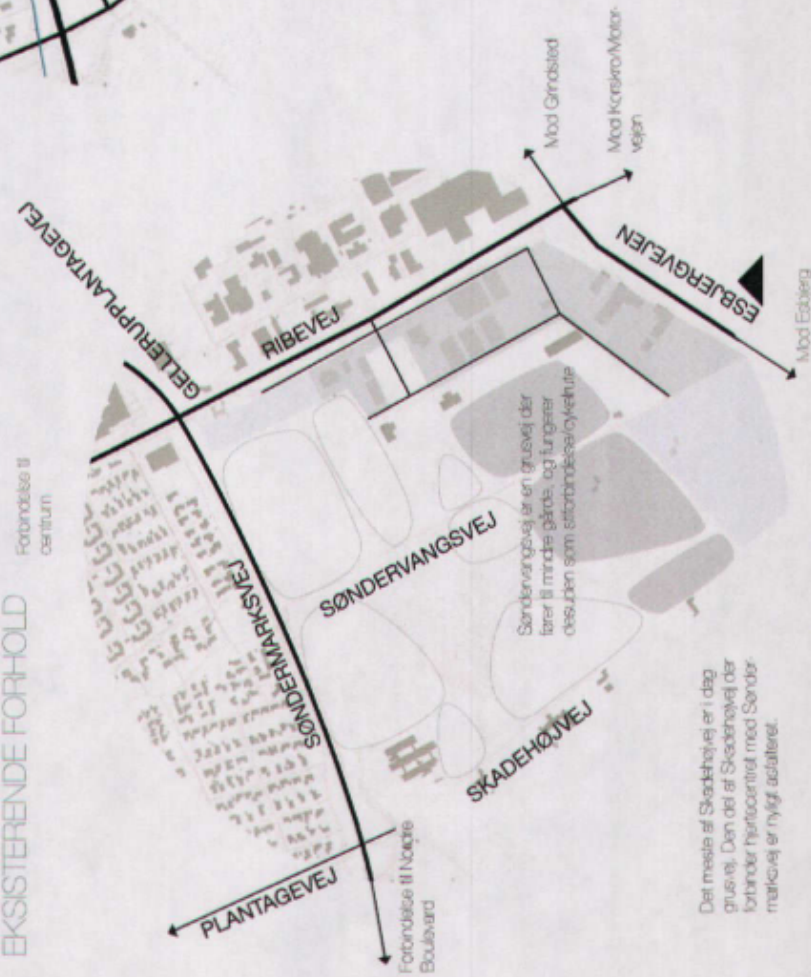 EKSISTERENDE FORHOLD
Forbindelse til
centrum
GELLERUPPLANTAGEVEJ
RIBEVEJ
SØNDERMARKSVEJ
PLANTAGEVEJ
Forbindelse til Nordre
Boulevard
SØNDERVANGSVEJ
SKADEHØJVEJ
Søndervangsvej er en grusvej der
fører til mindre gårde, og fungerer
desuden som stiforbindelse/cykelrute
Mod Grindsted
Mod Korskro/Motor-
vejen
ESBJERGVEJEN
Mod Esbjerg
Det meste af Skadehøjvej er i dag
grusvej. Den del af Skadehøjvej der
forbinder hjortecentret med Sønder-
marksvej er nyligt asfalteret.